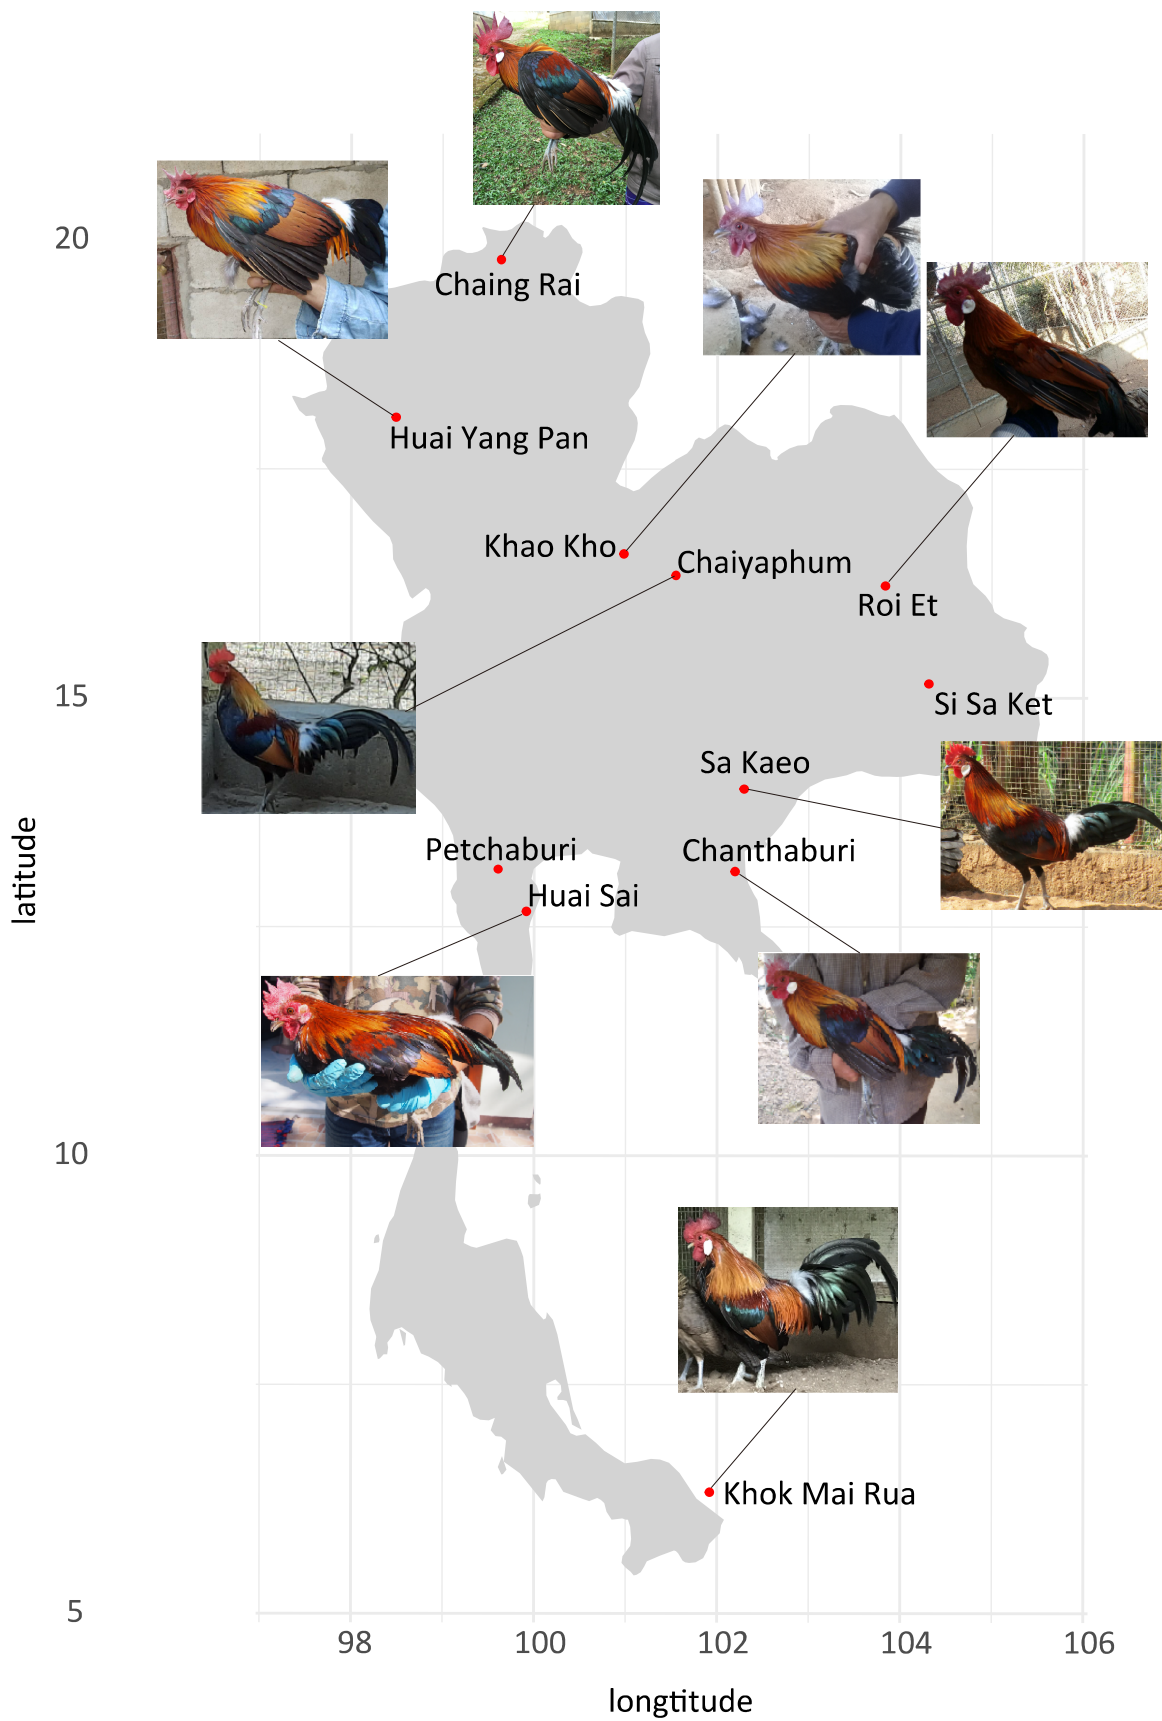 20
Chaing Rai
Huai Yang Pan
Khao Kho
Chaiyaphum
Roi Et
15
Si Sa Ket
Sa Kaeo
latitude
Petchaburi
Chanthaburi
Huai Sai
10
Khok Mai Rua
5
98 100 102 104 106
longtitude